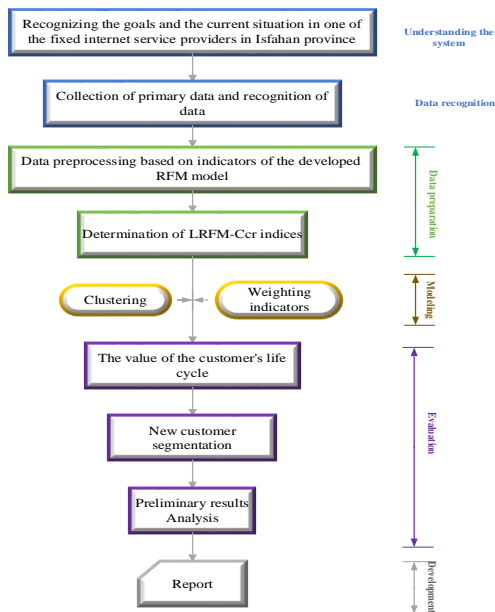 Recognizing the goals and the current situation in one of
the fixed internet service providers in Isfahan province
Understanding the
system
Collection of primary data and recognition of
data
Data recognition
Data preprocessing based on indicators of the developed
RFM model
Determination of LRFM-Ccr indices
Data preparation
Clustering
Weighting
indicators
Modeling
The value of the customer's life
cycle
New customer
segmentation
Preliminary results
Analysis
Evaluation
Report
Development